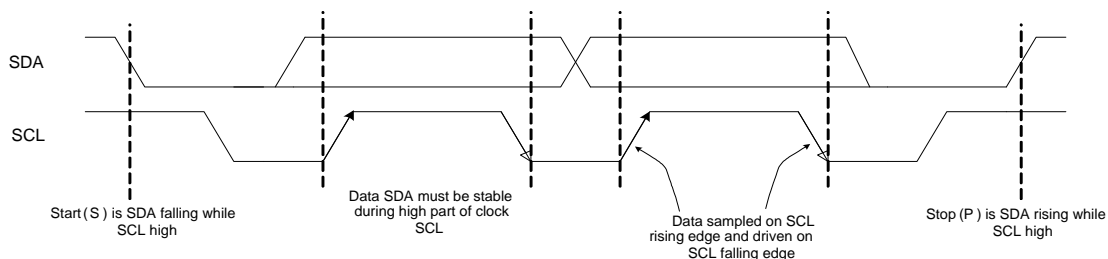 SDA
SCL
Start (S) is SDA falling while
SCL high
Data SDA must be stable
during high part of clock
SCL
Data sampled on SCL
rising edge and driven on
SCL falling edge
Stop (P) is SDA rising while
SCL high